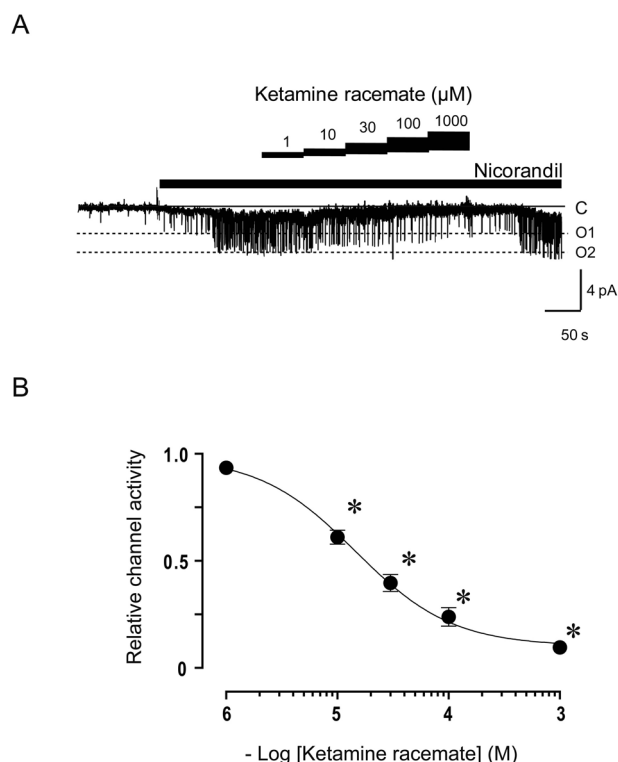 A
Ketamine racemate (μM)
1 10 30 100 1000
Nicorandil
C
O1
O2
4 pA
50 s
B
Relative channel activity
1.0
0.5
0
* * * *
6 5 4 3
- Log [Ketamine racemate] (M)